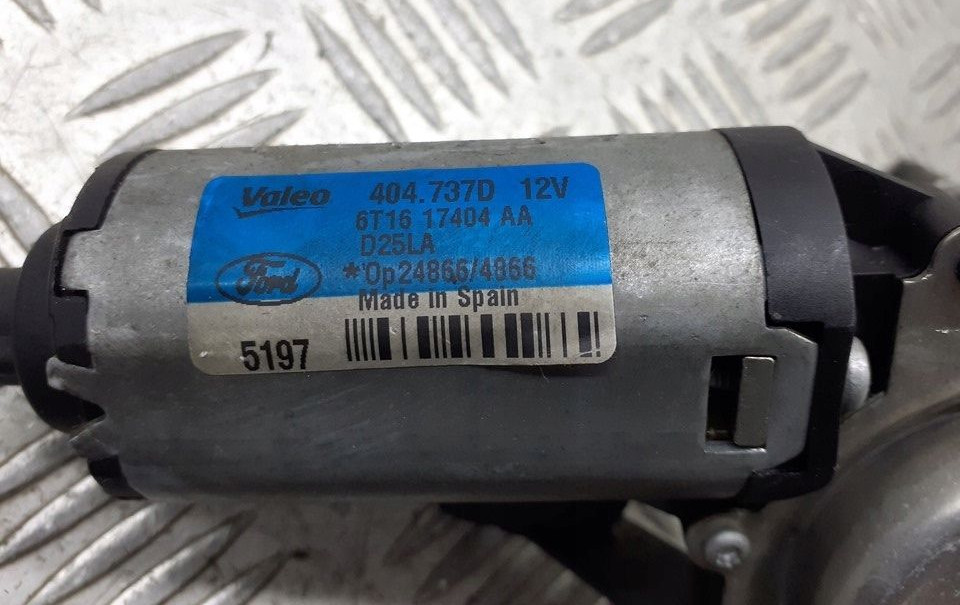 Valeo 404.737D 12V
6T16 17404 AA
D25LA
Ford *Op24866/4866
Made in Spain
5197